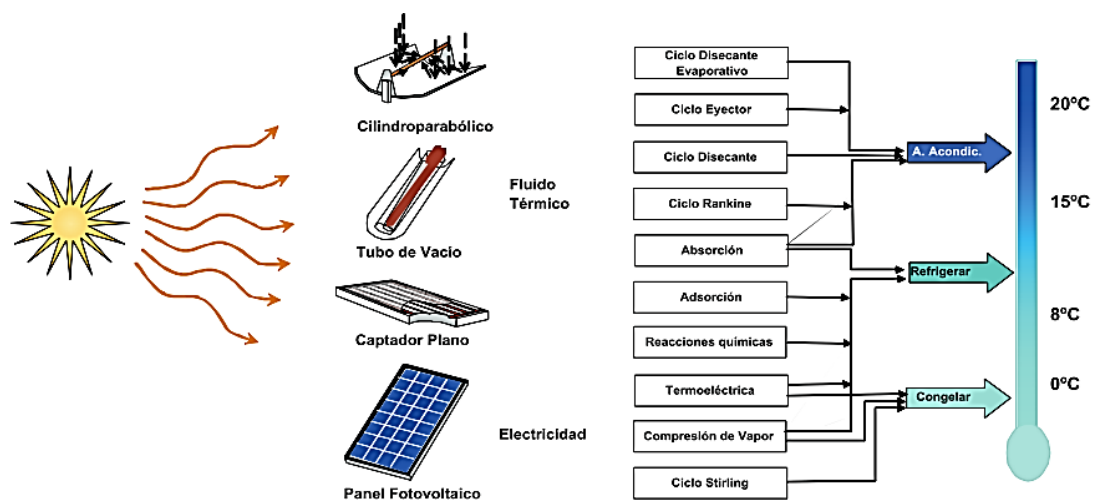 Cilindroparabólico
Tubo de Vacio
Fluido
Térmico
Captador Plano
Electricidad
Panel Fotovoltaico
Ciclo Disecante
Evaporativo
Ciclo Eyector
Ciclo Disecante
Ciclo Rankine
Absorción
Adsorción
Reacciones químicas
Termoeléctrica
Compresión de Vapor
Ciclo Stirling
A. Acondic.
Refrigerar
Congelar
20ºC
15ºC
8ºC
0ºC